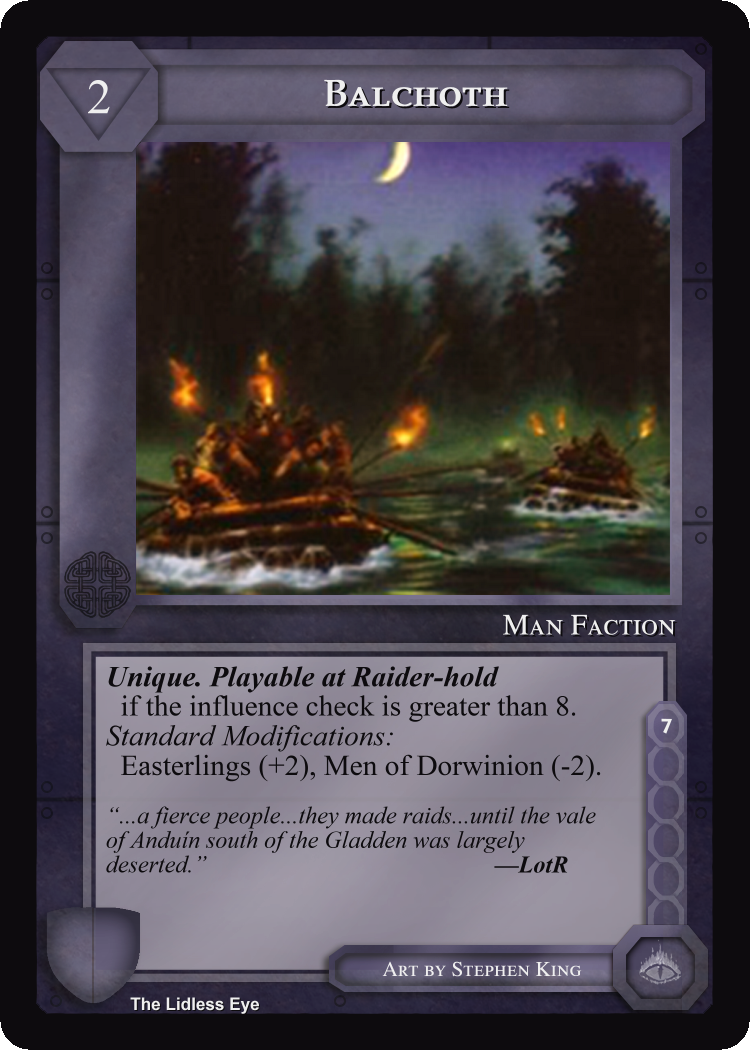 2
Balchoth
Man Faction
Unique. Playable at Raider-hold
if the influence check is greater than 8.
Standard Modifications:
Easterlings (+2), Men of Dorwinion (-2).
7
“...a fierce people...they made raids...until the vale
of Anduín south of the Gladden was largely
deserted.” —LotR
Art by Stephen King
The Lidless Eye